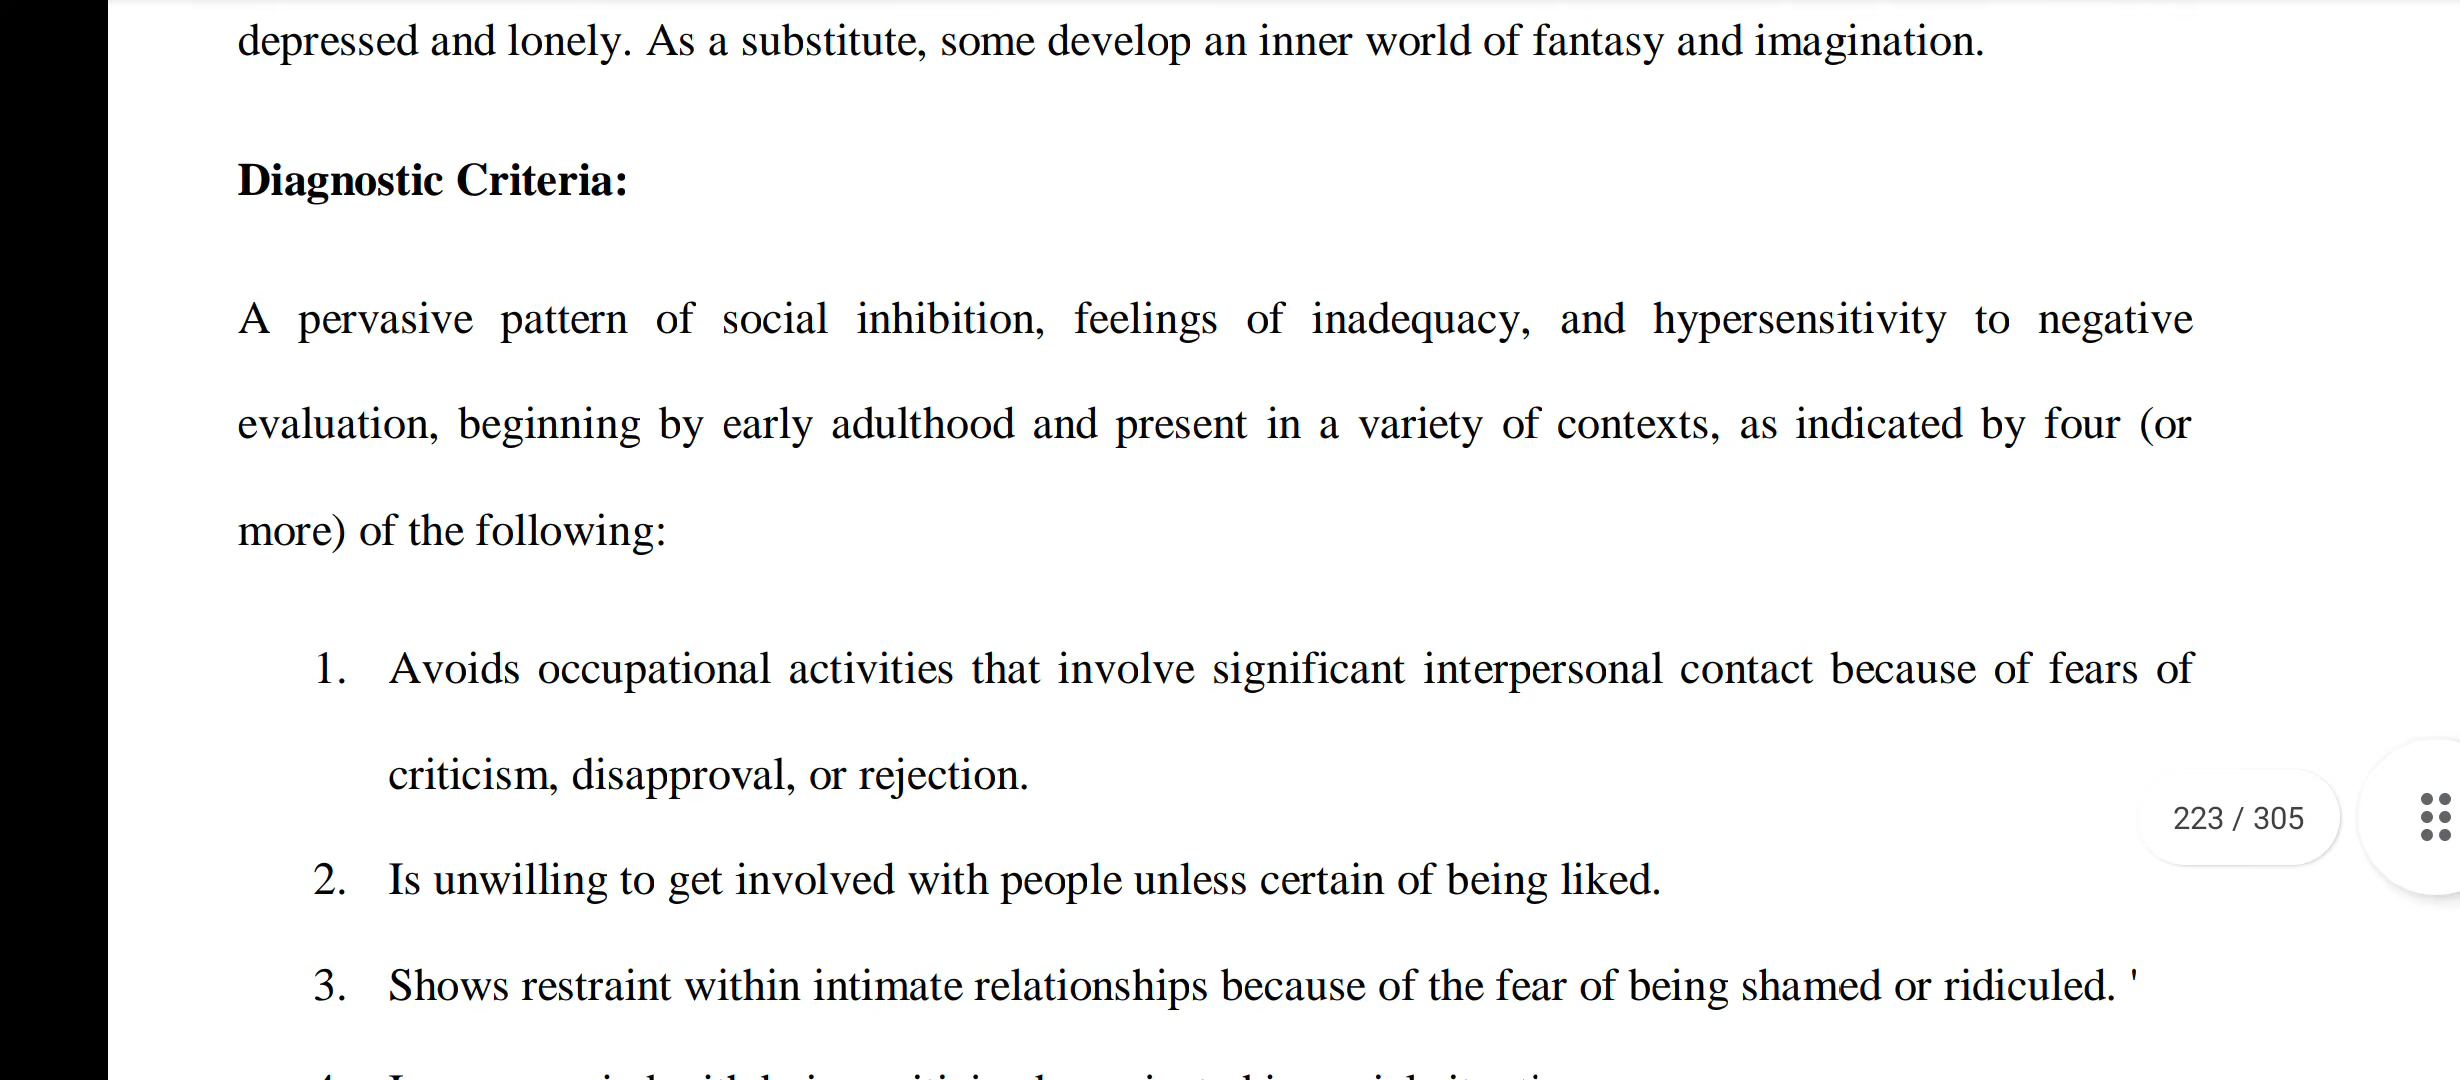 depressed and lonely. As a substitute, some develop an inner world of fantasy and imagination.
Diagnostic Criteria:
A pervasive pattern of social inhibition, feelings of inadequacy, and hypersensitivity to negative
evaluation, beginning by early adulthood and present in a variety of contexts, as indicated by four (or
more) of the following:
1. Avoids occupational activities that involve significant interpersonal contact because of fears of
criticism, disapproval, or rejection.
223 / 305
2. Is unwilling to get involved with people unless certain of being liked.
3. Shows restraint within intimate relationships because of the fear of being shamed or ridiculed. '